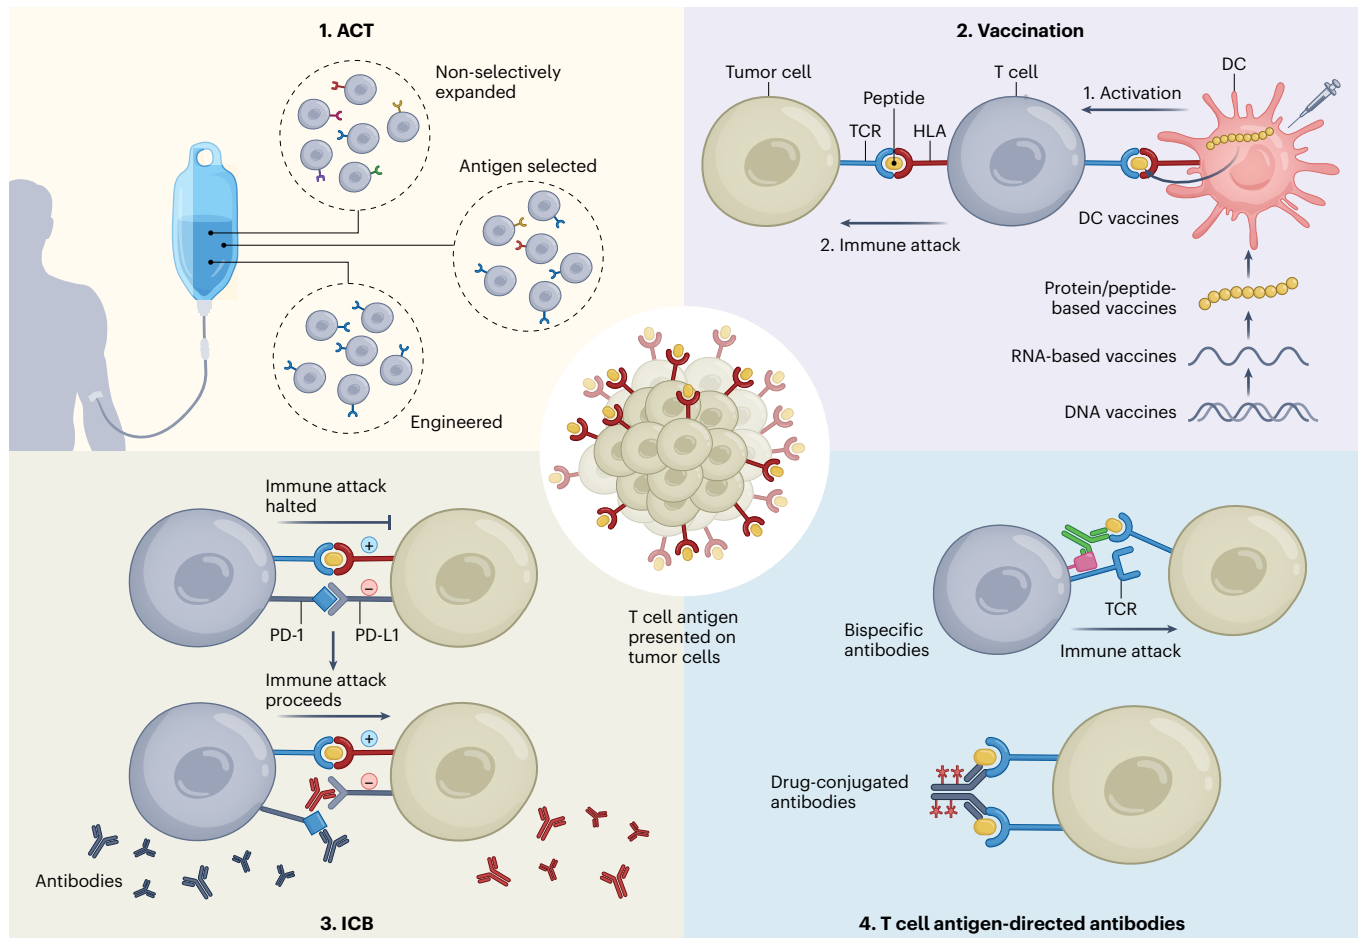 1. ACT
Non-selectively
expanded
Antigen selected
Engineered
2. Vaccination
Tumor cell
T cell
DC
Peptide
1. Activation
TCR
HLA
DC vaccines
2. Immune attack
Protein/peptide-
based vaccines
RNA-based vaccines
DNA vaccines
T cell antigen
presented on
tumor cells
Immune attack
halted
+
−
PD-1
PD-L1
Immune attack
proceeds
+
−
Antibodies
3. ICB
TCR
Bispecific
antibodies
Immune attack
Drug-conjugated
antibodies
4. T cell antigen-directed antibodies